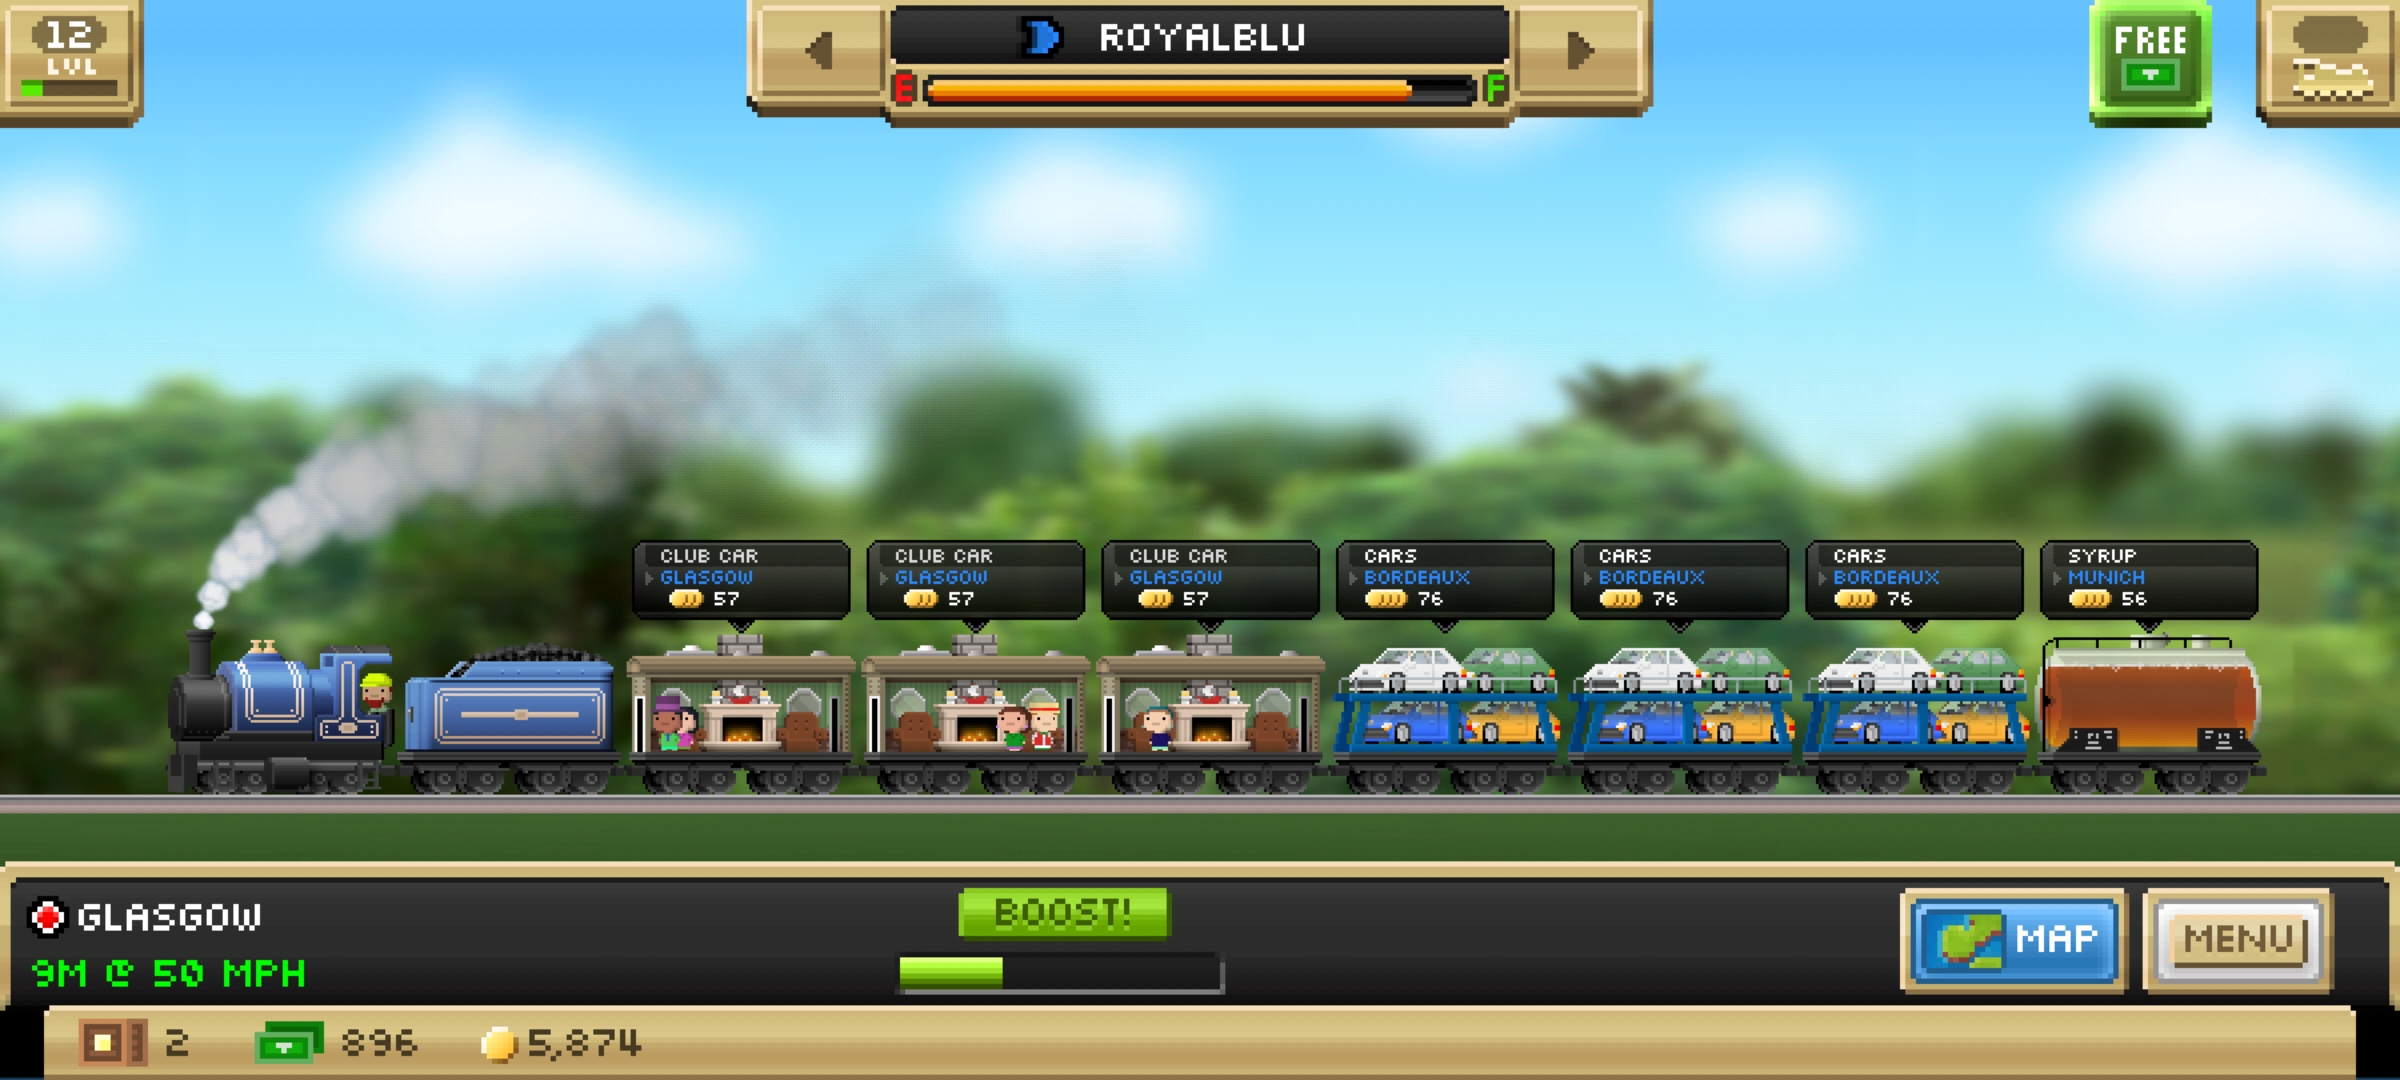 12
LVL
ROYALBLU
E F
FREE
CLUB CAR
GLASGOW
57
CLUB CAR
GLASGOW
57
CLUB CAR
GLASGOW
57
CARS
BORDEAUX
76
CARS
BORDEAUX
76
CARS
BORDEAUX
76
SYRUP
MUNICH
56
GLASGOW
9M @ 50 MPH
BOOST!
MAP
MENU
2
896
5,874